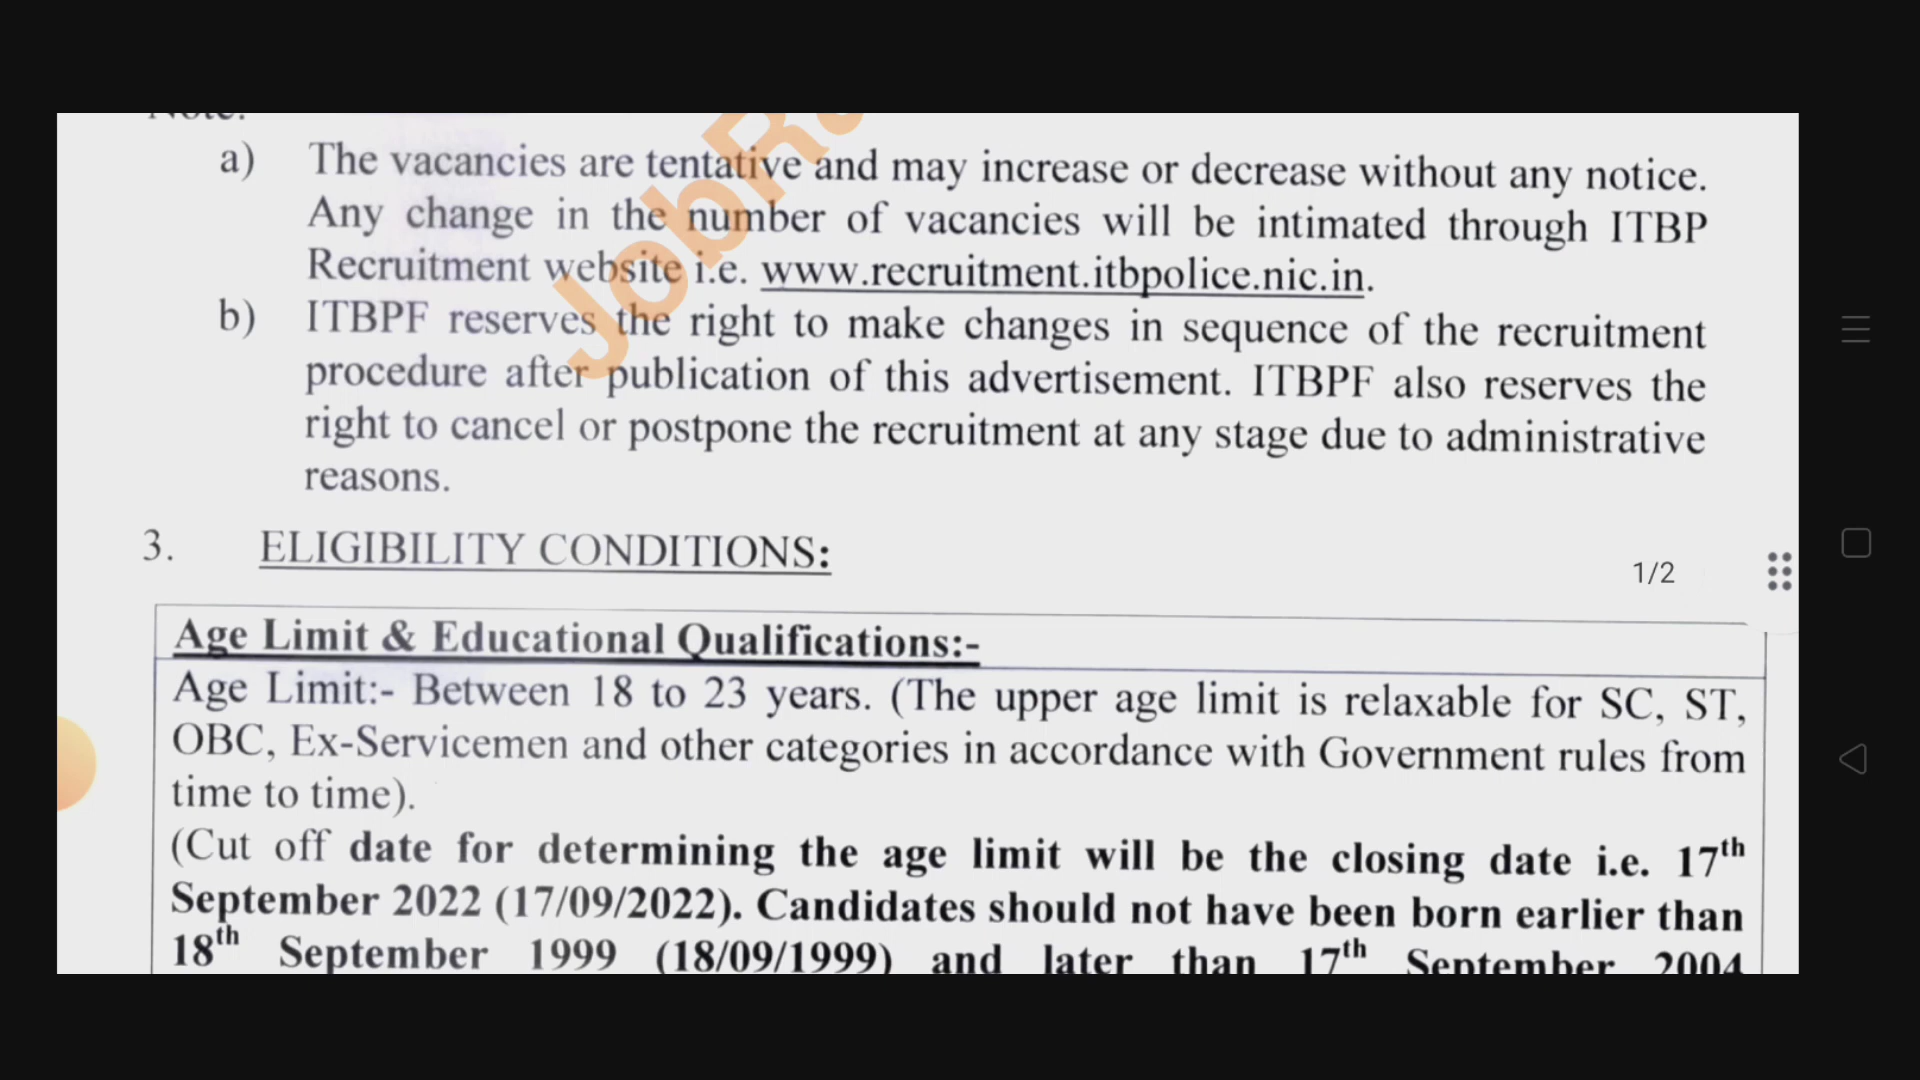 Note:
a) The vacancies are tentative and may increase or decrease without any notice.
Any change in the number of vacancies will be intimated through ITBP
Recruitment website i.e. www.recruitment.itbpolice.nic.in.
b) ITBPF reserves the right to make changes in sequence of the recruitment
procedure after publication of this advertisement. ITBPF also reserves the
right to cancel or postpone the recruitment at any stage due to administrative
reasons.
3. ELIGIBILITY CONDITIONS:
1/2
Age Limit & Educational Qualifications:-
Age Limit:- Between 18 to 23 years. (The upper age limit is relaxable for SC, ST,
OBC, Ex-Servicemen and other categories in accordance with Government rules from
time to time).
(Cut off date for determining the age limit will be the closing date i.e. 17th
September 2022 (17/09/2022). Candidates should not have been born earlier than
18th September 1999 (18/09/1999) and later than 17th September 2004